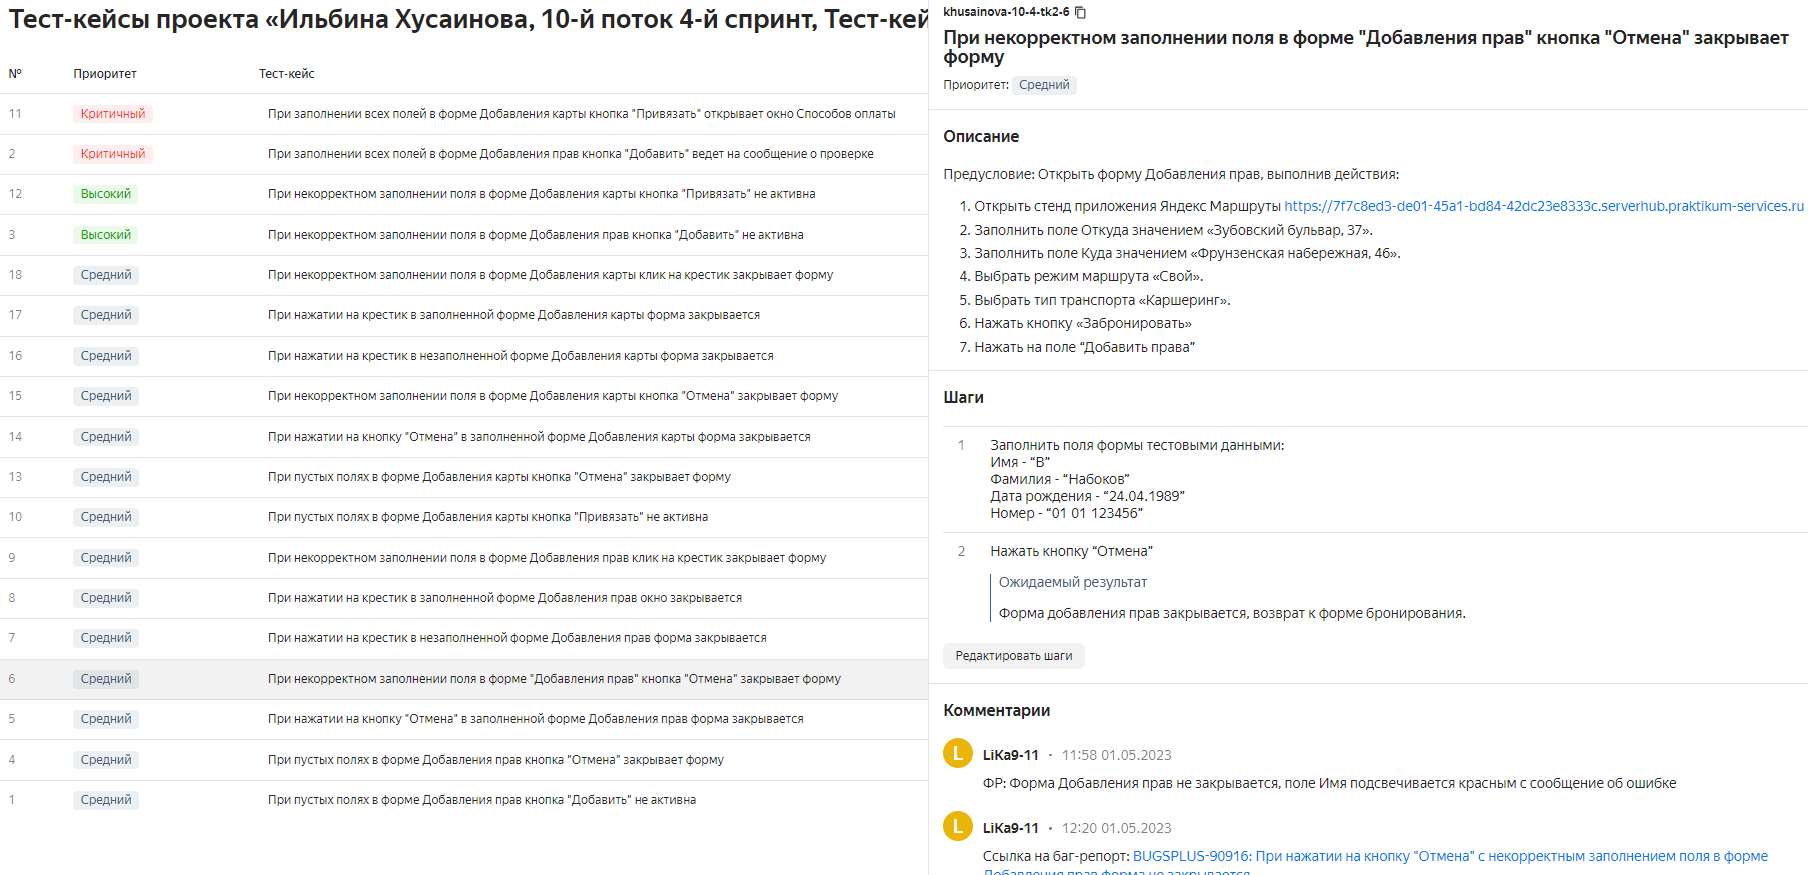 Тест-кейсы проекта «Ильбина Хусаинова, 10-й поток 4-й спринт, Тест-кей
№ Приоритет Тест-кейс
11 Критичный При заполнении всех полей в форме Добавления карты кнопка "Привязать" открывает окно Способов оплаты
2 Критичный При заполнении всех полей в форме Добавления прав кнопка "Добавить" ведет на сообщение о проверке
12 Высокий При некорректном заполнении поля в форме Добавления карты кнопка "Привязать" не активна
3 Высокий При некорректном заполнении поля в форме Добавления прав кнопка "Добавить" не активна
18 Средний При некорректном заполнении поля в форме Добавления карты клик на крестик закрывает форму
17 Средний При нажатии на крестик в заполненной форме Добавления карты форма закрывается
16 Средний При нажатии на крестик в незаполненной форме Добавления карты форма закрывается
15 Средний При некорректном заполнении поля в форме Добавления карты кнопка "Отмена" закрывает форму
14 Средний При нажатии на кнопку "Отмена" в заполненной форме Добавления карты форма закрывается
13 Средний При пустых полях в форме Добавления карты кнопка "Отмена" закрывает форму
10 Средний При пустых полях в форме Добавления карты кнопка "Привязать" не активна
9 Средний При некорректном заполнении поля в форме Добавления прав клик на крестик закрывает форму
8 Средний При нажатии на крестик в заполненной форме Добавления прав окно закрывается
7 Средний При нажатии на крестик в незаполненной форме Добавления прав форма закрывается
6 Средний При некорректном заполнении поля в форме "Добавления прав" кнопка "Отмена" закрывает форму
5 Средний При нажатии на кнопку "Отмена" в заполненной форме Добавления прав форма закрывается
4 Средний При пустых полях в форме Добавления прав кнопка "Отмена" закрывает форму
1 Средний При пустых полях в форме Добавления прав кнопка "Добавить" не активна
khusainova-10-4-tk2-6
При некорректном заполнении поля в форме "Добавления прав" кнопка "Отмена" закрывает
форму
Приоритет: Средний
Описание
Предусловие: Открыть форму Добавления прав, выполнив действия:
1. Открыть стенд приложения Яндекс Маршруты https://7f7c8ed3-de01-45a1-bd84-42dc23e8333c.serverhub.praktikum-services.ru
2. Заполнить поле Откуда значением «Зубовский бульвар, 37».
3. Заполнить поле Куда значением «Фрунзенская набережная, 46».
4. Выбрать режим маршрута «Свой».
5. Выбрать тип транспорта «Каршеринг».
6. Нажать кнопку «Забронировать»
7. Нажать на поле “Добавить права”
Шаги
1 Заполнить поля формы тестовыми данными:
Имя - “В”
Фамилия - “Набоков”
Дата рождения - “24.04.1989”
Номер - “01 01 123456”
2 Нажать кнопку “Отмена”
Ожидаемый результат
Форма добавления прав закрывается, возврат к форме бронирования.
Редактировать шаги
Комментарии
L LiKa9-11 • 11:58 01.05.2023
ФР: Форма Добавления прав не закрывается, поле Имя подсвечивается красным с сообщение об ошибке
L LiKa9-11 • 12:20 01.05.2023
Ссылка на баг-репорт: BUGSPLUS-90916: При нажатии на кнопку "Отмена" с некорректным заполнением поля в форме
Добавления прав форма не закрывается